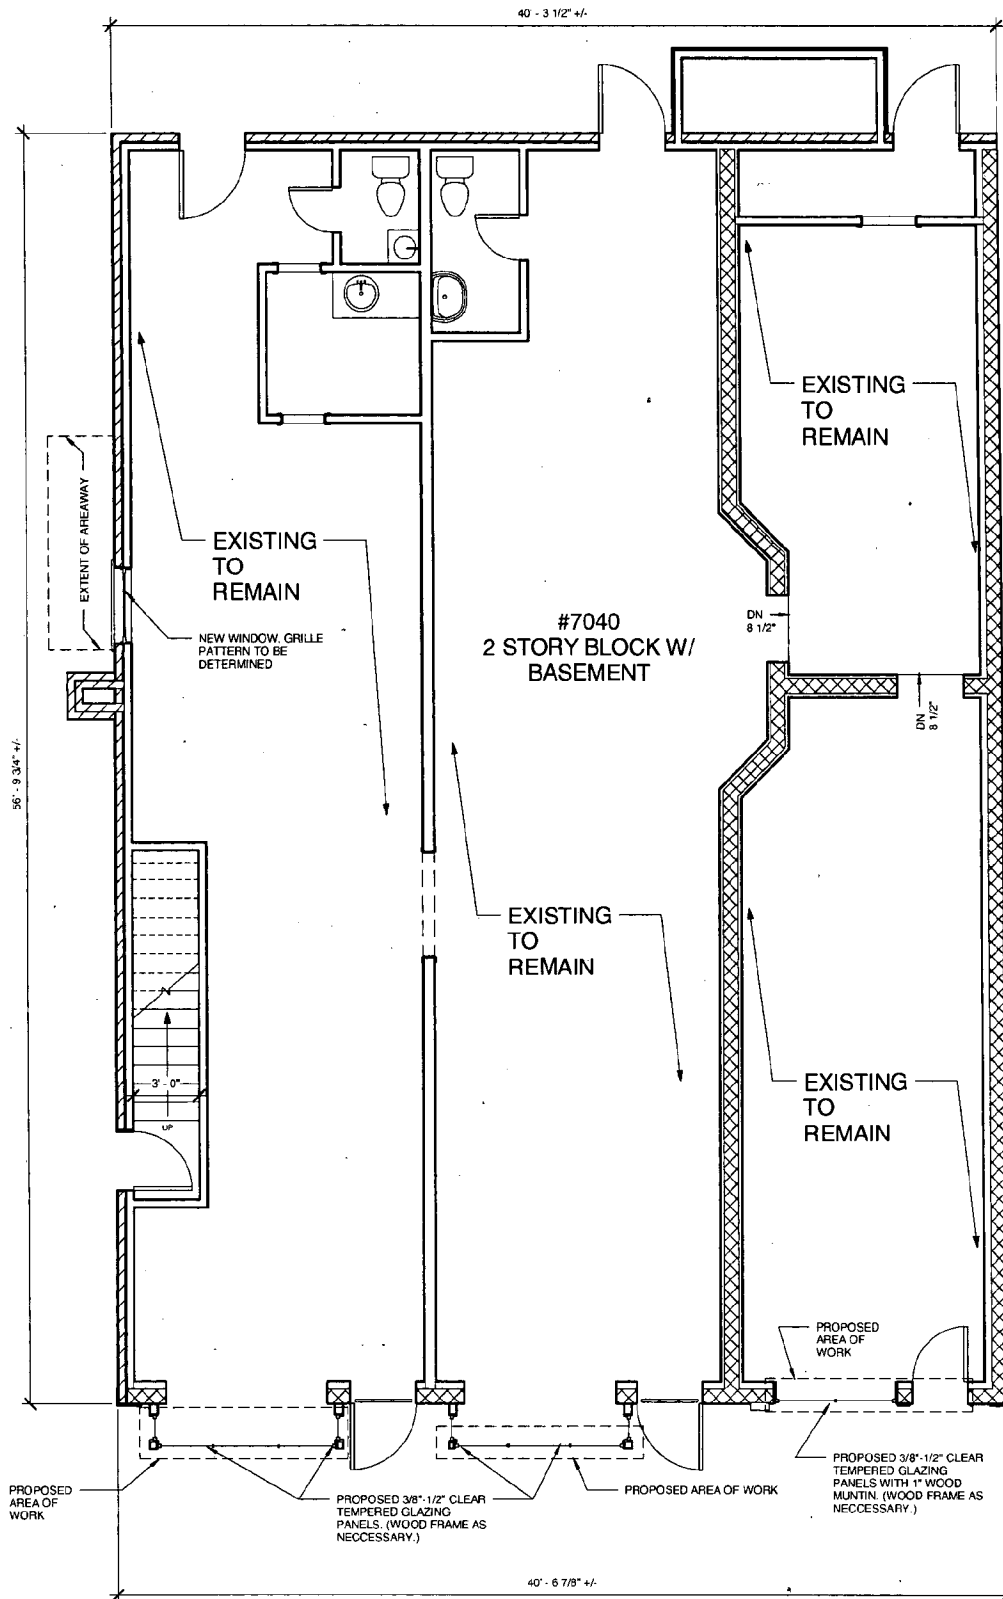 40' - 3 1/2" +/-
EXISTING
TO
REMAIN
EXTENT OF AREAWAY
EXISTING
TO
REMAIN
NEW WINDOW. GRILLE
PATTERN TO BE
DETERMINED
#7040
2 STORY BLOCK W/
BASEMENT
DN
8 1/2"
DN
8 1/2"
56' - 9 3/4" +/-
EXISTING
TO
REMAIN
3' - 0"
UP
EXISTING
TO
REMAIN
PROPOSED
AREA OF
WORK
PROPOSED
AREA OF
WORK
PROPOSED 3/8"-1/2" CLEAR
TEMPERED GLAZING
PANELS. (WOOD FRAME AS
NECCESSARY.)
PROPOSED AREA OF WORK
PROPOSED 3/8"-1/2" CLEAR
TEMPERED GLAZING
PANELS WITH 1" WOOD
MUNTIN. (WOOD FRAME AS
NECCESSARY.)
40' - 6 7/8" +/-